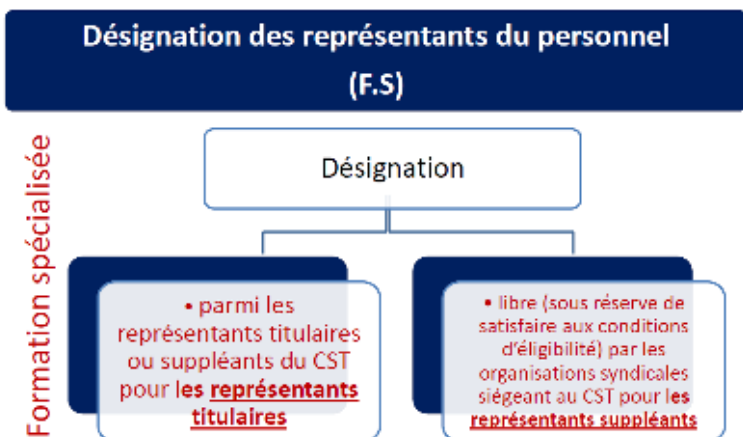 Désignation des représentants du personnel
(F.S)
Formation spécialisée
Désignation
• parmi les
représentants titulaires
ou suppléants du CST
pour les représentants
titulaires
• libre (sous réserve de
satisfaire aux conditions
d'éligibilité) par les
organisations syndicales
siégeant au CST pour les
représentants suppléants